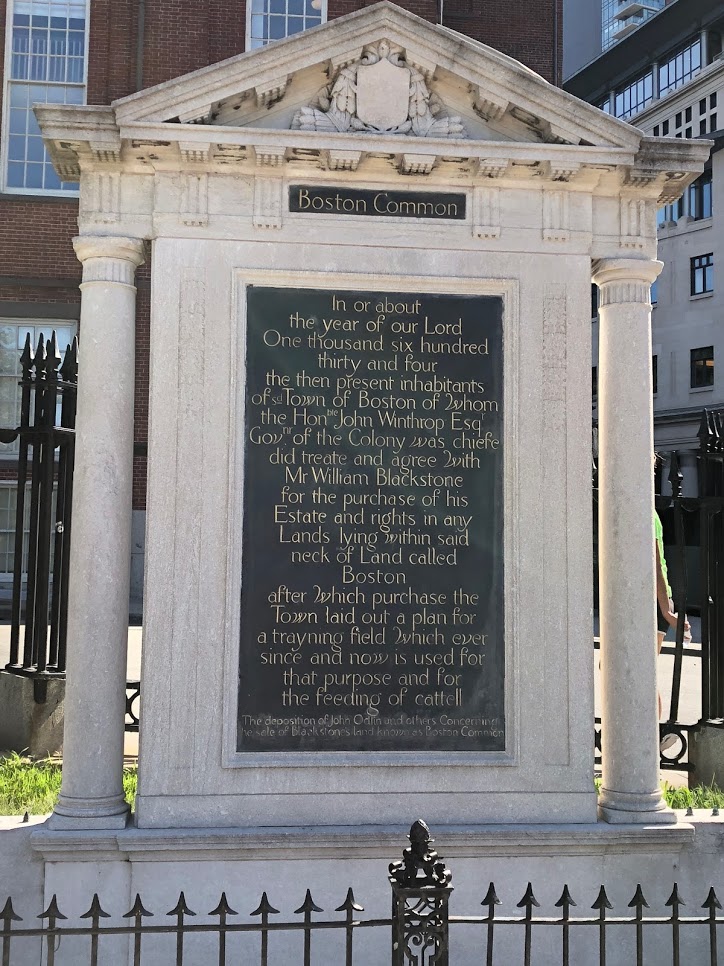 Boston Common
In or about
the year of our Lord
One thousand six hundred
thirty and four
the then present inhabitants
of sd Town of Boston of Whom
the Honble John Winthrop Esqr
Govnr of the Colony was chiefe
did treate and agree With
Mr William Blackstone
for the purchase of his
Estate and rights in any
Lands lying within said
neck of Land called
Boston
after Which purchase the
Town laid out a plan for
a trayning field Which ever
since and now is used for
that purpose and for
the feeding of cattell
The deposition of John Odlin and others Concerning
the sale of Blackstones land known as Boston Common